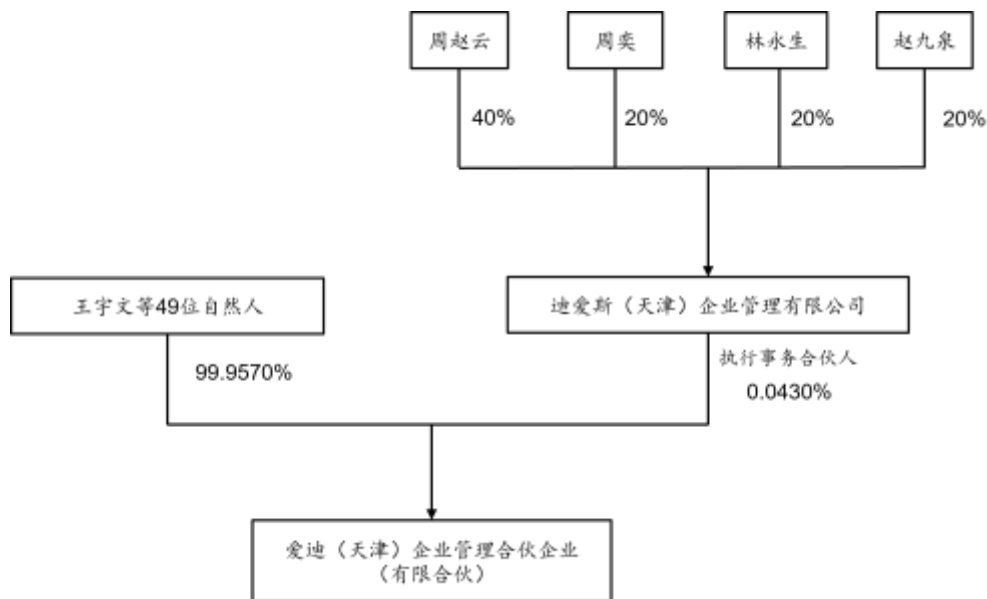 周赵云
周奕
林永生
赵九泉
40%
20%
20%
20%
王宇文等49位自然人
迪爱斯（天津）企业管理有限公司
99.9570%
执行事务合伙人
0.0430%
爱迪（天津）企业管理合伙企业
（有限合伙）